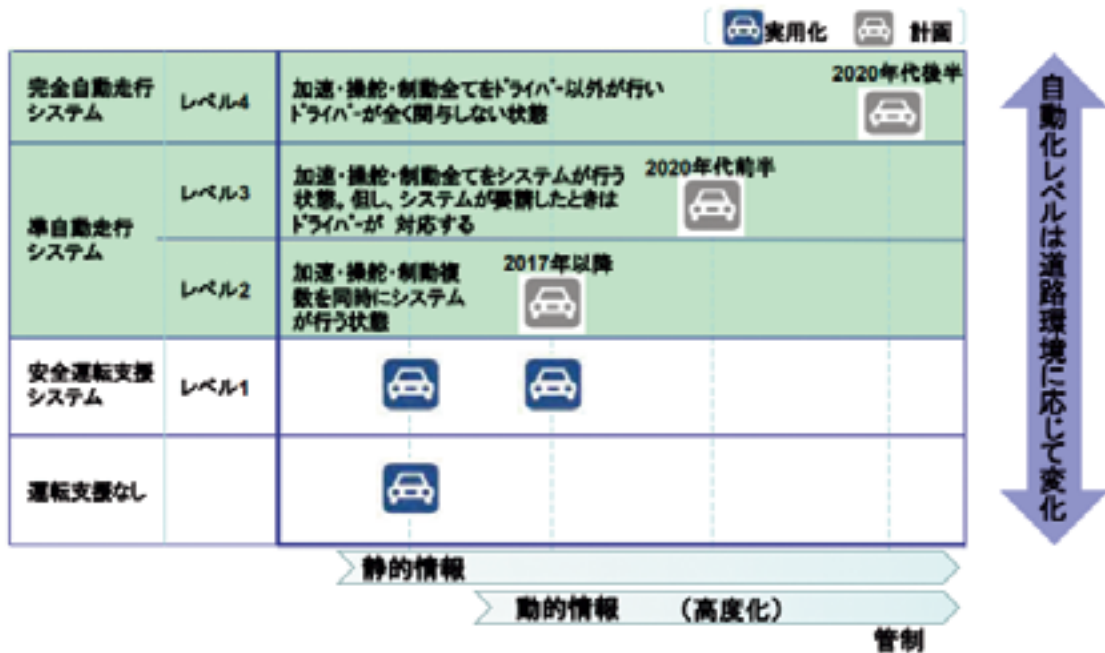 実用化 計画
完全自動走行
システム
レベル4
加速・操舵・制動全てをﾄﾞﾗｲﾊﾞｰ以外が行い
ﾄﾞﾗｲﾊﾞｰが全く関与しない状態
2020年代後半
準自動走行
システム
レベル3
加速・操舵・制動全てをシステムが行う
状態。但し、システムが要請したときは
ﾄﾞﾗｲﾊﾞｰが 対応する
2020年代前半
レベル2
加速・操舵・制動複
数を同時にシステム
が行う状態
2017年以降
安全運転支援
システム
レベル1
運転支援なし
自動化レベルは道路環境に応じて変化
静的情報
動的情報 (高度化)
管制